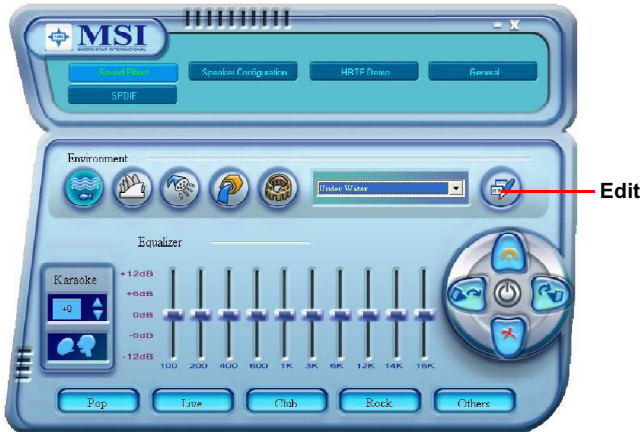 MSI
MICRO-STAR INTERNATIONAL
- X
Sound Effect Speaker Configuration HRTF Demo General
SPDIF
Environment
Under Water
Edit
Equalizer
Karaoke
+0
+12dB
+6dB
0dB
-6dB
-12dB
100 200 400 600 1K 3K 6K 12K 14K 16K
Pop Live Club Rock Others